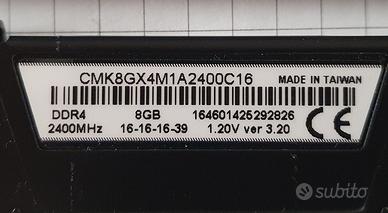 CMK8GX4M1A2400C16 MADE IN TAIWAN
DDR4 8GB 164601425292826
2400MHz 16-16-16-39 1.20V ver 3.20 CE
subito